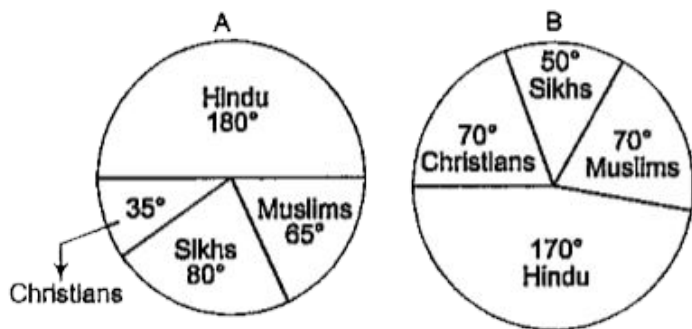 A
Hindu
180°
35°
Christians
Sikhs
80°
Muslims
65°
B
50°
Sikhs
70°
Christians
70°
Muslims
170°
Hindu